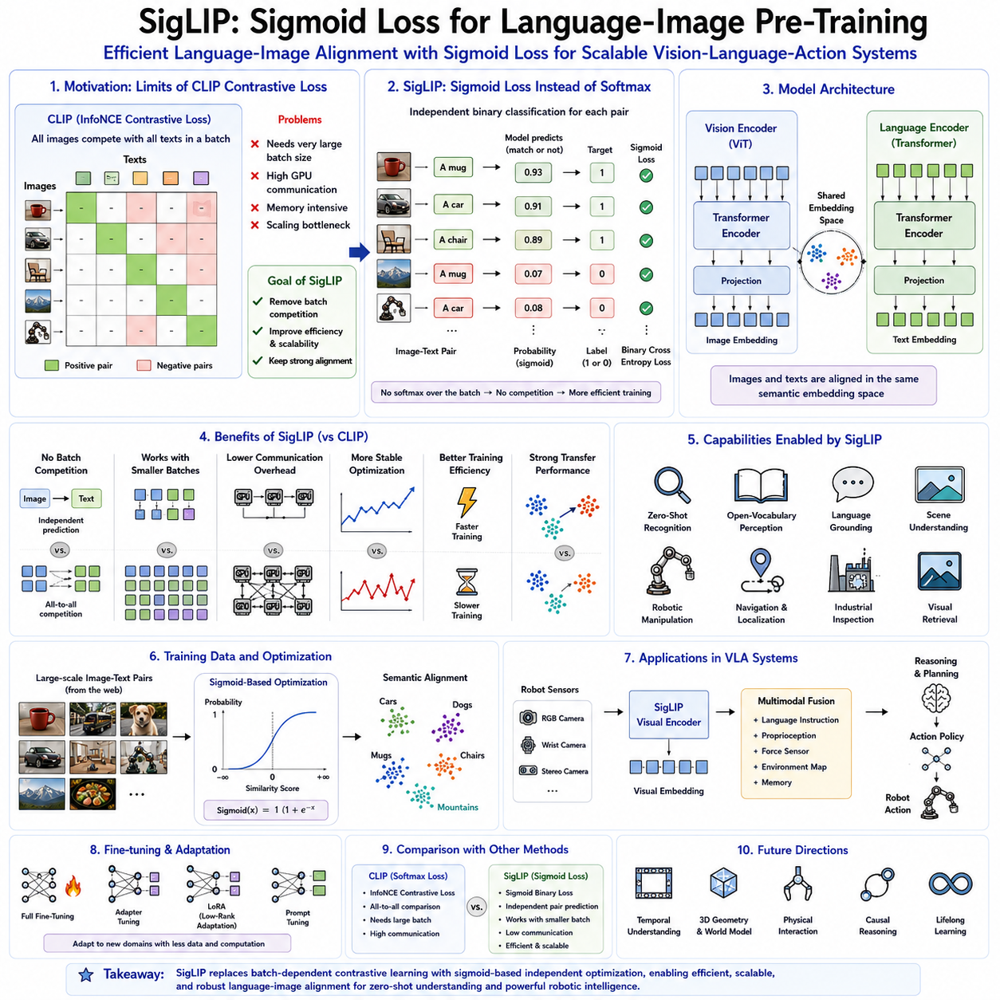 SigLIP: Sigmoid Loss for Language-Image Pre-Training
Efficient Language-Image Alignment with Sigmoid Loss for Scalable Vision-Language-Action Systems
1. Motivation: Limits of CLIP Contrastive Loss
CLIP (InfoNCE Contrastive Loss)
All images compete with all texts in a batch
Texts
Images
Positive pair
Negative pairs
Problems
Needs very large
batch size
High GPU
communication
Memory intensive
Scaling bottleneck
Goal of SigLIP
Remove batch
competition
Improve efficiency
& scalability
Keep strong alignment
2. SigLIP: Sigmoid Loss Instead of Softmax
Independent binary classification for each pair
Model predicts
(match or not)
Target
Sigmoid
Loss
A mug 0.93 1
A car 0.91 1
A chair 0.89 1
A mug 0.07 0
A car 0.08 0
...
Image-Text Pair
Probability
(sigmoid)
Label
(1 or 0)
Binary Cross
Entropy Loss
No softmax over the batch → No competition → More efficient training
3. Model Architecture
Vision Encoder
(ViT)
Transformer
Encoder
Projection
Image Embedding
Shared
Embedding
Space
Language Encoder
(Transformer)
Transformer
Encoder
Projection
Text Embedding
Images and texts are aligned in the same
semantic embedding space
4. Benefits of SigLIP (vs CLIP)
No Batch
Competition
Image → Text
Independent
prediction
vs.
All-to-all
competition
Works with
Smaller Batches
vs.
Lower Communication
Overhead
GPU GPU GPU
vs.
GPU GPU GPU
GPU GPU
More Stable
Optimization
vs.
Better Training
Efficiency
Faster
Training
Slower
Training
Strong Transfer
Performance
vs.
5. Capabilities Enabled by SigLIP
Zero-Shot
Recognition
Open-Vocabulary
Perception
Language
Grounding
Scene
Understanding
Robotic
Manipulation
Navigation &
Localization
Industrial
Inspection
Visual
Retrieval
6. Training Data and Optimization
Large-scale Image-Text Pairs
(from the web)
...
Sigmoid-Based Optimization
Probability
1
0
−∞ 0 +∞
Similarity Score
Sigmoid(x) = 1 (1 + e⁻ˣ
Semantic Alignment
Cars
Dogs
Mugs
Chairs
Mountains
7. Applications in VLA Systems
Robot Sensors
RGB Camera
Wrist Camera
Stereo Camera
...
SigLIP
Visual Encoder
Visual Embedding
Multimodal Fusion
+ Language Instruction
+ Proprioception
+ Force Sensor
+ Environment Map
+ Memory
Reasoning
& Planning
Action Policy
Robot
Action
8. Fine-tuning & Adaptation
Full Fine-Tuning
Adapter
Tuning
LoRA
(Low-Rank
Adaptation)
Prompt
Tuning
Adapt to new domains with less data and computation
9. Comparison with Other Methods
CLIP (Softmax Loss)
• InfoNCE Contrastive Loss
• All-to-all comparison
• Needs large batch
• High communication
vs.
SigLIP (Sigmoid Loss)
• Sigmoid Binary Loss
• Independent pair prediction
• Works with smaller batch
• Low communication
• Efficient & scalable
10. Future Directions
Temporal
Understanding
3D Geometry
& World Model
Physical
Interaction
Causal
Reasoning
Lifelong
Learning
Takeaway: SigLIP replaces batch-dependent contrastive learning with sigmoid-based independent optimization, enabling efficient, scalable,
and robust language-image alignment for zero-shot understanding and powerful robotic intelligence.